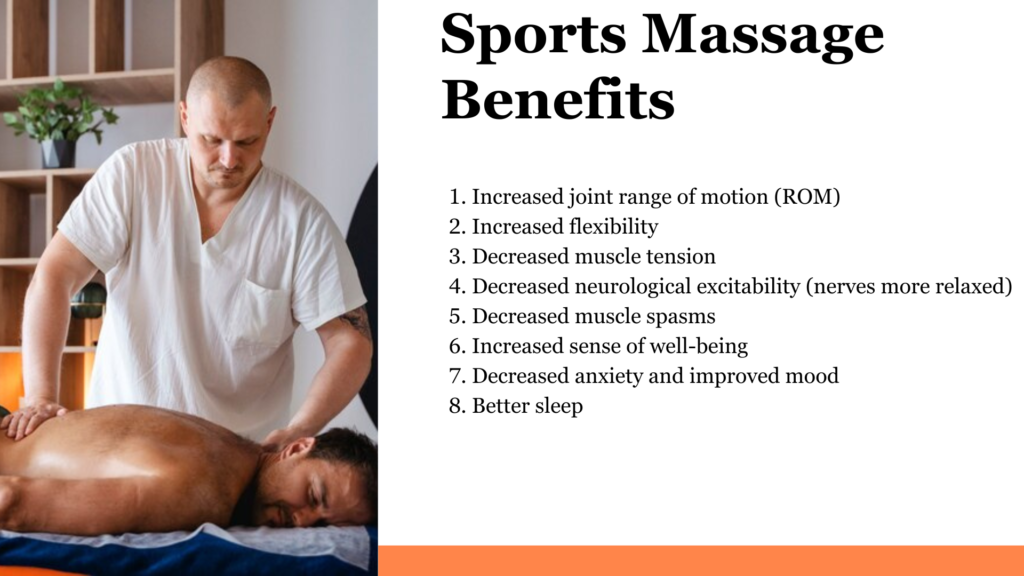 Sports Massage
Benefits
1. Increased joint range of motion (ROM)
2. Increased flexibility
3. Decreased muscle tension
4. Decreased neurological excitability (nerves more relaxed)
5. Decreased muscle spasms
6. Increased sense of well-being
7. Decreased anxiety and improved mood
8. Better sleep